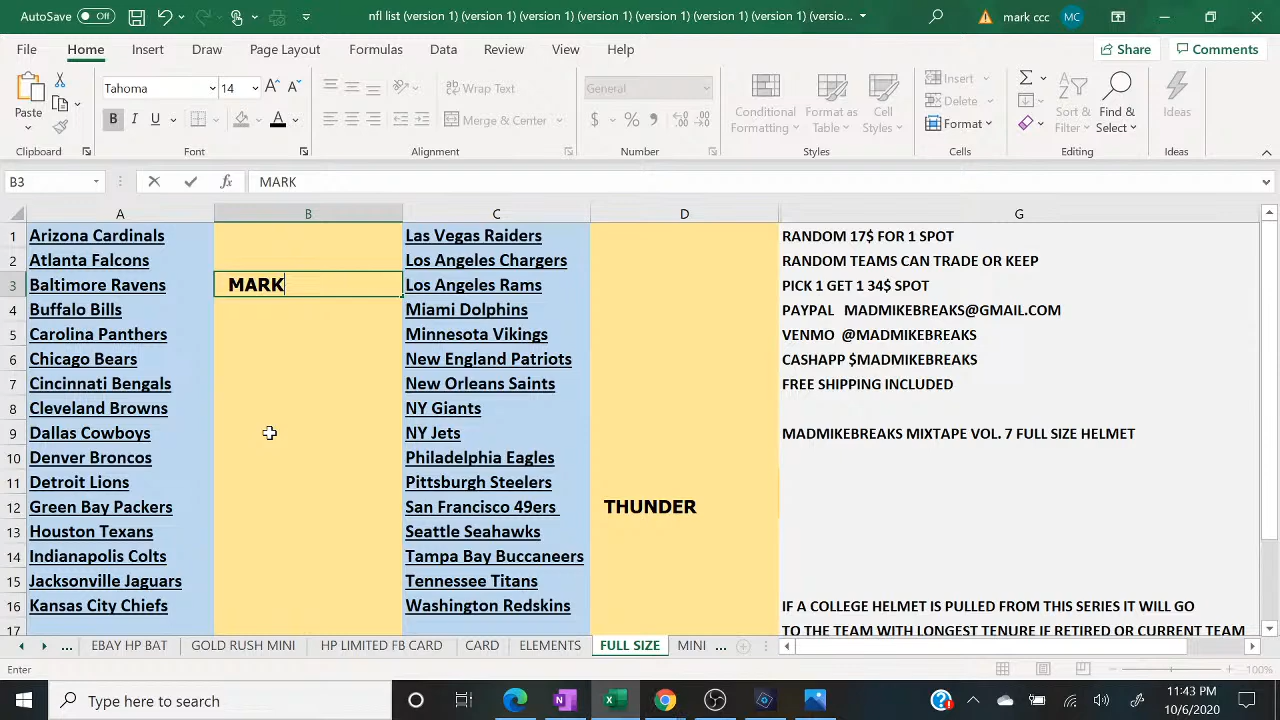 AutoSave Off nfl list (version 1) (version 1) (version 1) (version 1) (version 1) (version 1) (version 1) (versio... mark ccc MC
File Home Insert Draw Page Layout Formulas Data Review View Help Share Comments
Paste
Clipboard
Tahoma 14
B I U A
Font
Wrap Text
Merge & Center
Alignment
General
$ % 9
Number
Conditional Formatting
Format as Table
Cell Styles
Styles
Insert
Delete
Format
Cells
Sort & Filter
Find & Select
Editing
Ideas
Ideas
B3 fx MARK
A B C D G
1 Arizona Cardinals Las Vegas Raiders RANDOM 17$ FOR 1 SPOT
2 Atlanta Falcons Los Angeles Chargers RANDOM TEAMS CAN TRADE OR KEEP
3 Baltimore Ravens MARK Los Angeles Rams PICK 1 GET 1 34$ SPOT
4 Buffalo Bills Miami Dolphins PAYPAL MADMIKEBREAKS@GMAIL.COM
5 Carolina Panthers Minnesota Vikings VENMO @MADMIKEBREAKS
6 Chicago Bears New England Patriots CASHAPP $MADMIKEBREAKS
7 Cincinnati Bengals New Orleans Saints FREE SHIPPING INCLUDED
8 Cleveland Browns NY Giants
9 Dallas Cowboys NY Jets MADMIKEBREAKS MIXTAPE VOL. 7 FULL SIZE HELMET
10 Denver Broncos Philadelphia Eagles
11 Detroit Lions Pittsburgh Steelers
12 Green Bay Packers San Francisco 49ers THUNDER
13 Houston Texans Seattle Seahawks
14 Indianapolis Colts Tampa Bay Buccaneers
15 Jacksonville Jaguars Tennessee Titans
16 Kansas City Chiefs Washington Redskins IF A COLLEGE HELMET IS PULLED FROM THIS SERIES IT WILL GO
17 TO THE TEAM WITH LONGEST TENURE IF RETIRED OR CURRENT TEAM
... EBAY HP BAT GOLD RUSH MINI HP LIMITED FB CARD CARD ELEMENTS FULL SIZE MINI ...
Enter 100%
Type here to search
11:43 PM
10/6/2020